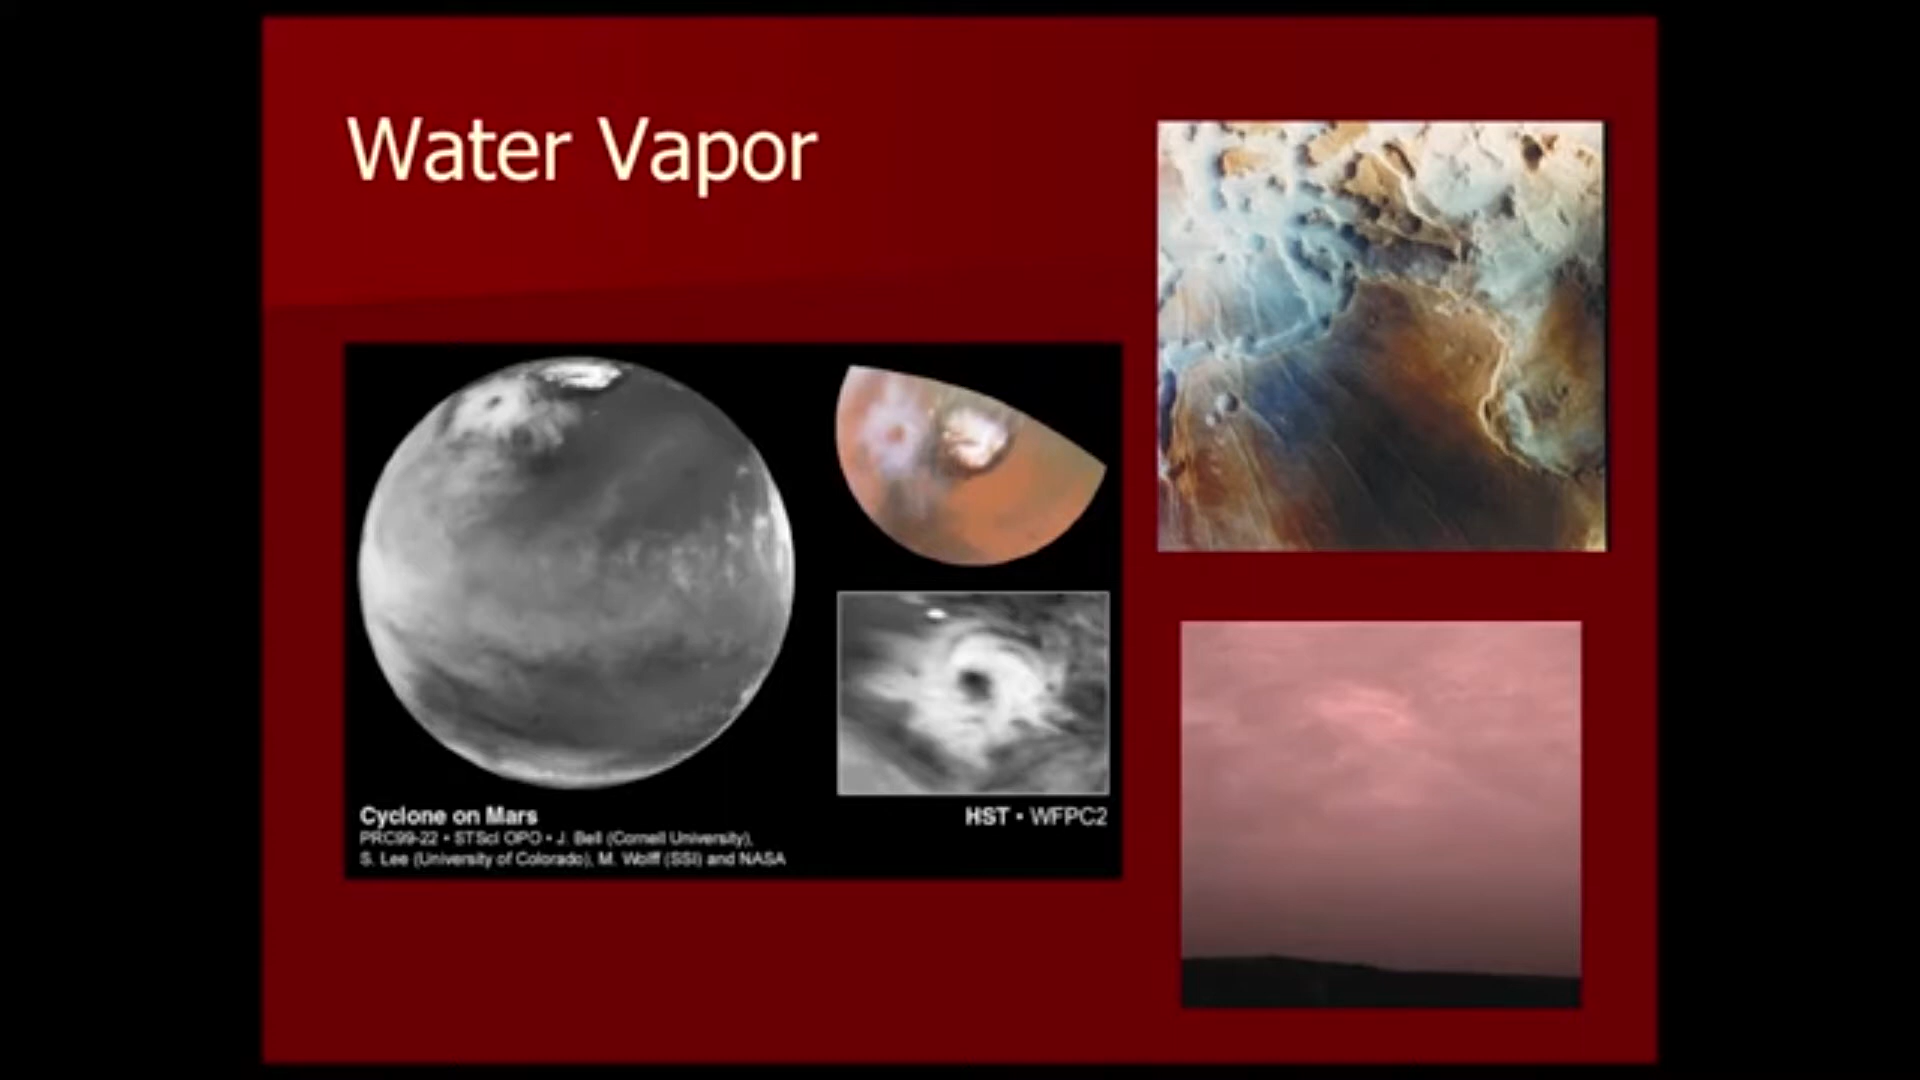 Water Vapor
Cyclone on Mars
HST • WFPC2
PRC99-22 • STScI OPO • J. Bell (Cornell University),
S. Lee (University of Colorado), M. Wolff (SSI) and NASA